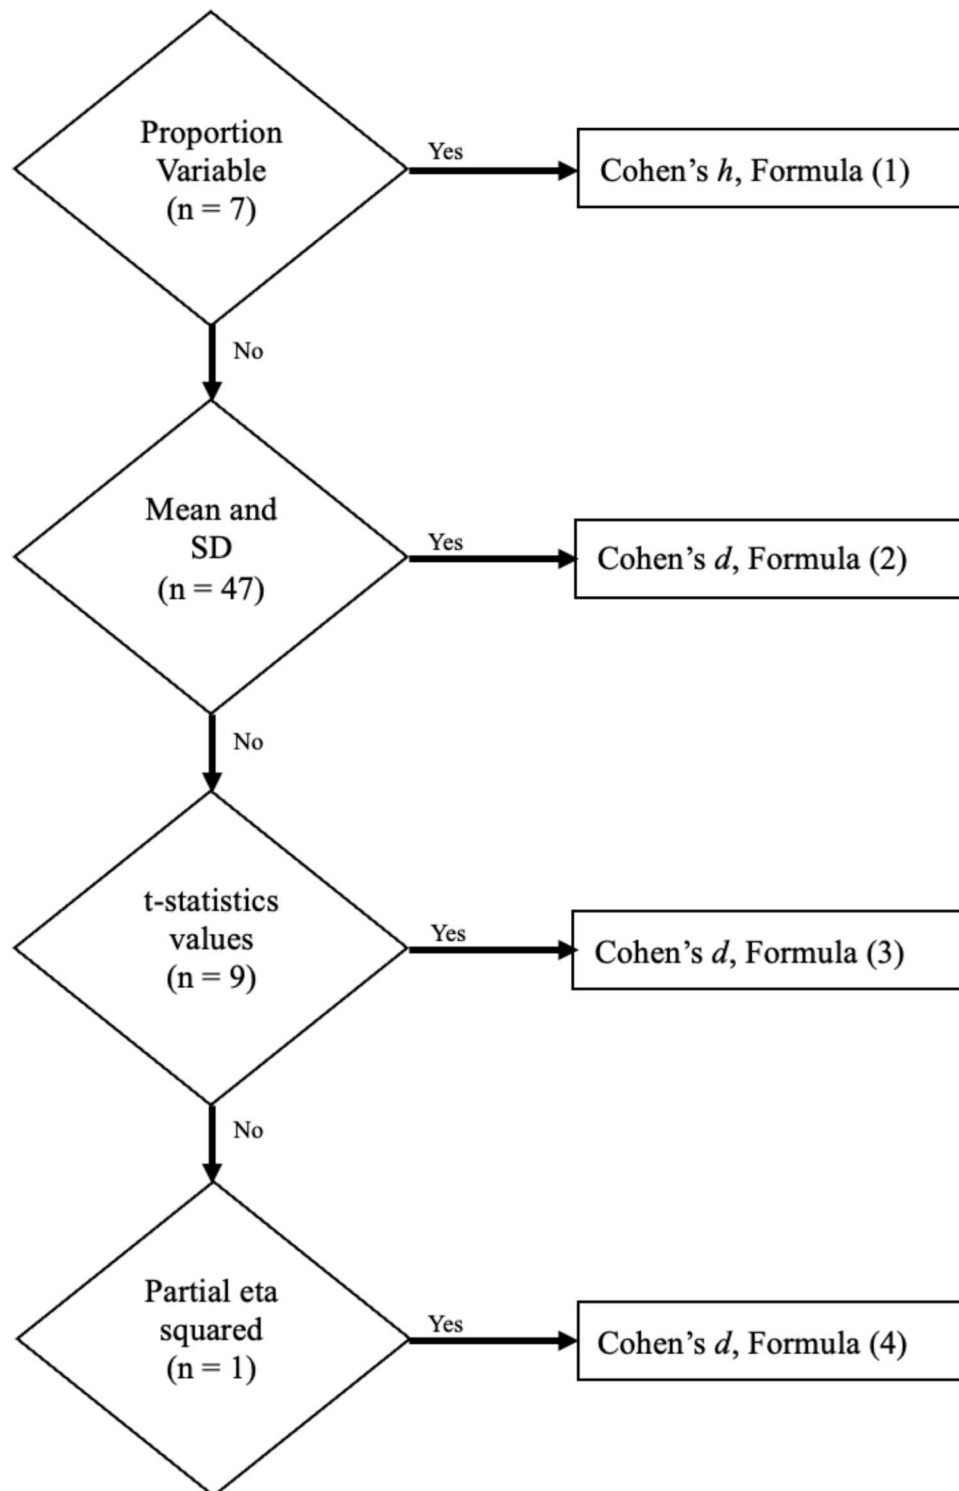 Proportion
Variable
(n = 7)
Yes
Cohen’s h, Formula (1)
No
Mean and
SD
(n = 47)
Yes
Cohen’s d, Formula (2)
No
t-statistics
values
(n = 9)
Yes
Cohen’s d, Formula (3)
No
Partial eta
squared
(n = 1)
Yes
Cohen’s d, Formula (4)